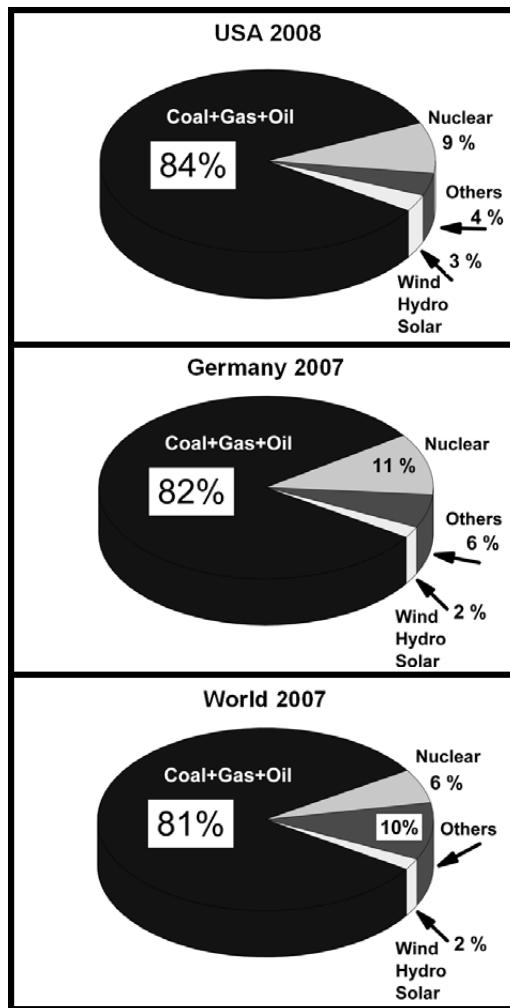 USA 2008
Coal+Gas+Oil
84%
Nuclear
9 %
Others
4 %
3 %
Wind
Hydro
Solar
Germany 2007
Coal+Gas+Oil
82%
Nuclear
11 %
Others
6 %
2 %
Wind
Hydro
Solar
World 2007
Coal+Gas+Oil
81%
Nuclear
6 %
10%
Others
2 %
Wind
Hydro
Solar